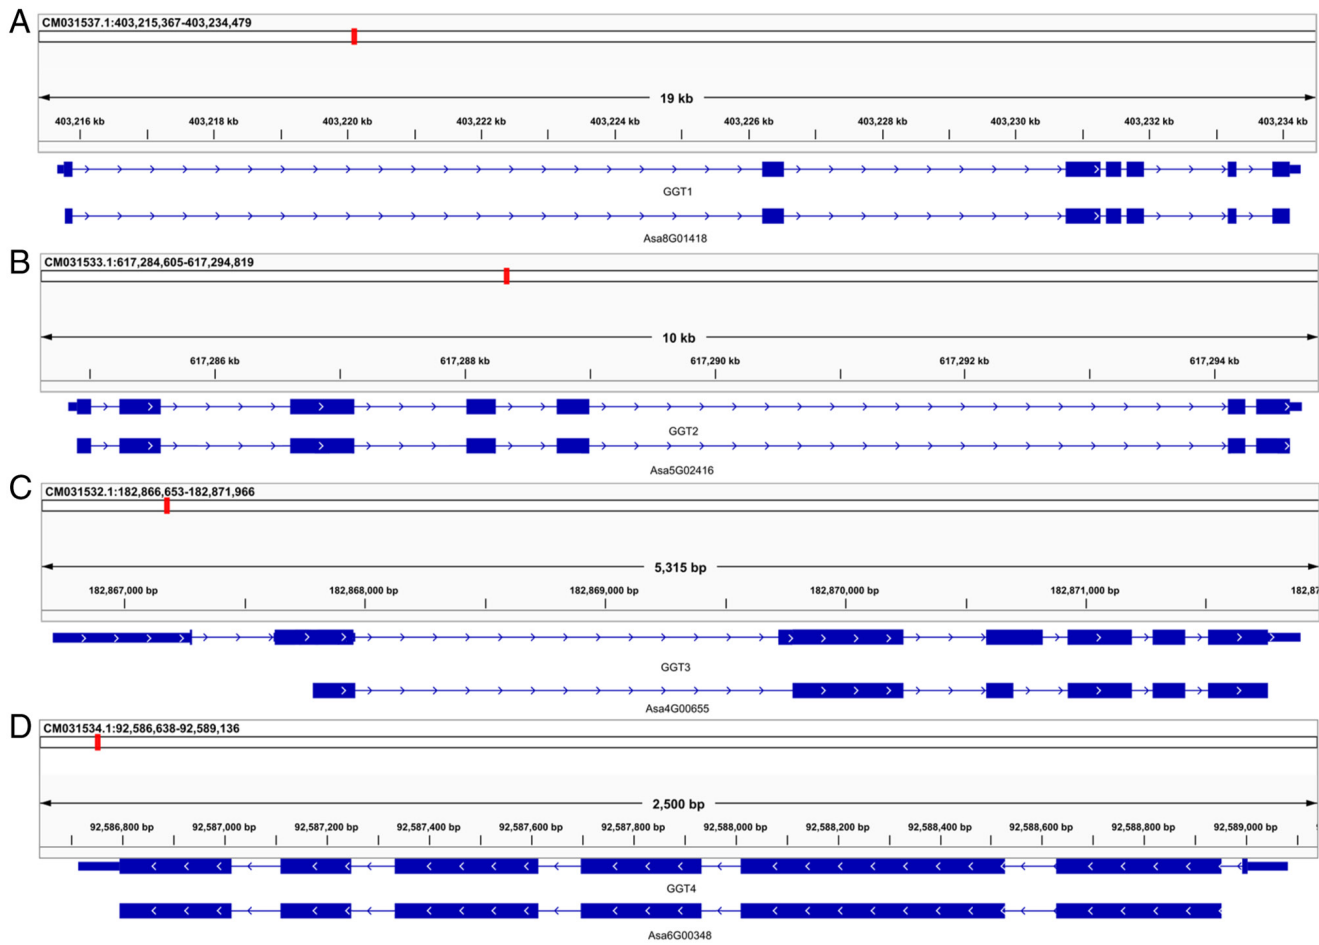 A
CM031537.1:403,215,367-403,234,479
19 kb
403,216 kb 403,218 kb 403,220 kb 403,222 kb 403,224 kb 403,226 kb 403,228 kb 403,230 kb 403,232 kb 403,234 kb
GGT1
Asa8G01418
B
CM031533.1:617,284,605-617,294,819
10 kb
617,286 kb 617,288 kb 617,290 kb 617,292 kb 617,294 kb
GGT2
Asa5G02416
C
CM031532.1:182,866,653-182,871,966
5,315 bp
182,867,000 bp 182,868,000 bp 182,869,000 bp 182,870,000 bp 182,871,000 bp 182,87
GGT3
Asa4G00655
D
CM031534.1:92,586,638-92,589,136
2,500 bp
92,586,800 bp 92,587,000 bp 92,587,200 bp 92,587,400 bp 92,587,600 bp 92,587,800 bp 92,588,000 bp 92,588,200 bp 92,588,400 bp 92,588,600 bp 92,588,800 bp 92,589,000 bp
GGT4
Asa6G00348